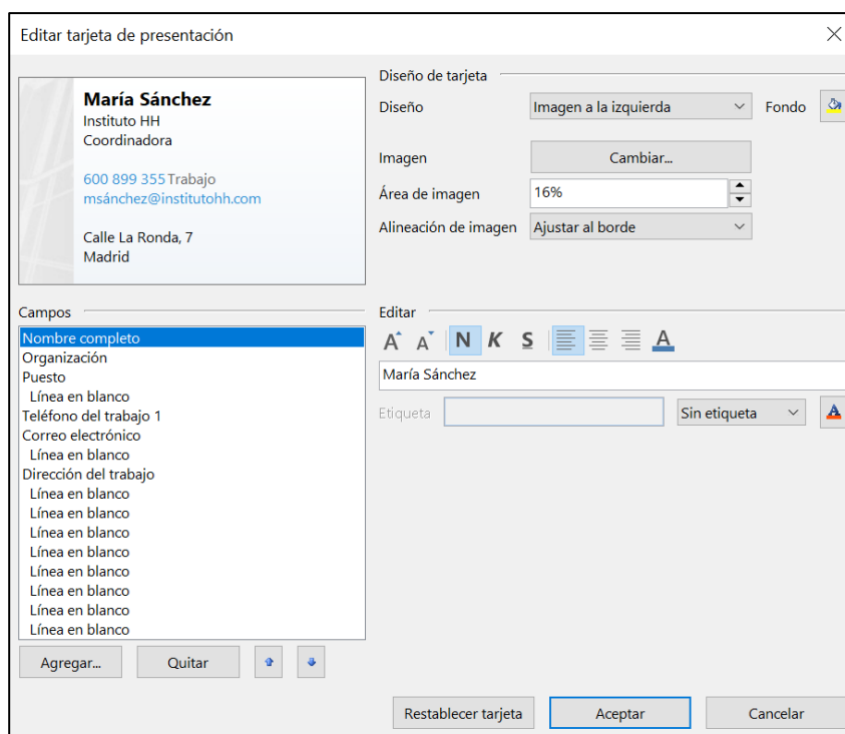 Editar tarjeta de presentación
María Sánchez
Instituto HH
Coordinadora
600 899 355 Trabajo
msánchez@institutohh.com
Calle La Ronda, 7
Madrid
Diseño de tarjeta
Diseño
Imagen a la izquierda
Fondo
Imagen
Cambiar...
Área de imagen
16%
Alineación de imagen
Ajustar al borde
Campos
Nombre completo
Organización
Puesto
Línea en blanco
Teléfono del trabajo 1
Correo electrónico
Línea en blanco
Dirección del trabajo
Línea en blanco
Línea en blanco
Línea en blanco
Línea en blanco
Línea en blanco
Línea en blanco
Línea en blanco
Línea en blanco
Agregar...
Quitar
Editar
A A N K S A
María Sánchez
Etiqueta
Sin etiqueta
A
Restablecer tarjeta
Aceptar
Cancelar